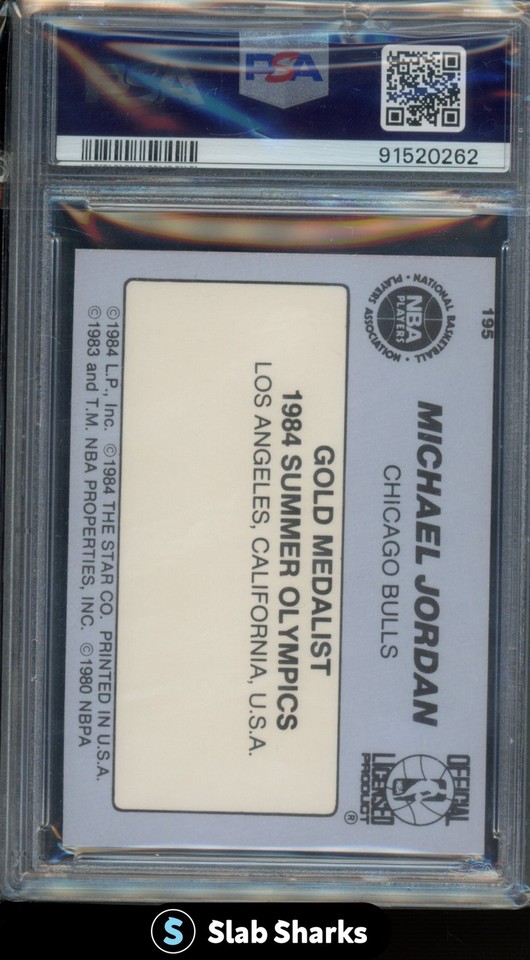 PSA
PSA
91520262
195
MICHAEL JORDAN
CHICAGO BULLS
NATIONAL BASKETBALL
PLAYERS
ASSOCIATION
NBA
PLAYERS
OFFICIAL
LICENSED
PRODUCT
®
GOLD MEDALIST
1984 SUMMER OLYMPICS
LOS ANGELES, CALIFORNIA, U.S.A.
©1984 L.P., Inc. ©1984 THE STAR CO. PRINTED IN U.S.A.
©1983 and T.M. NBA PROPERTIES, INC. ©1980 NBPA
S Slab Sharks